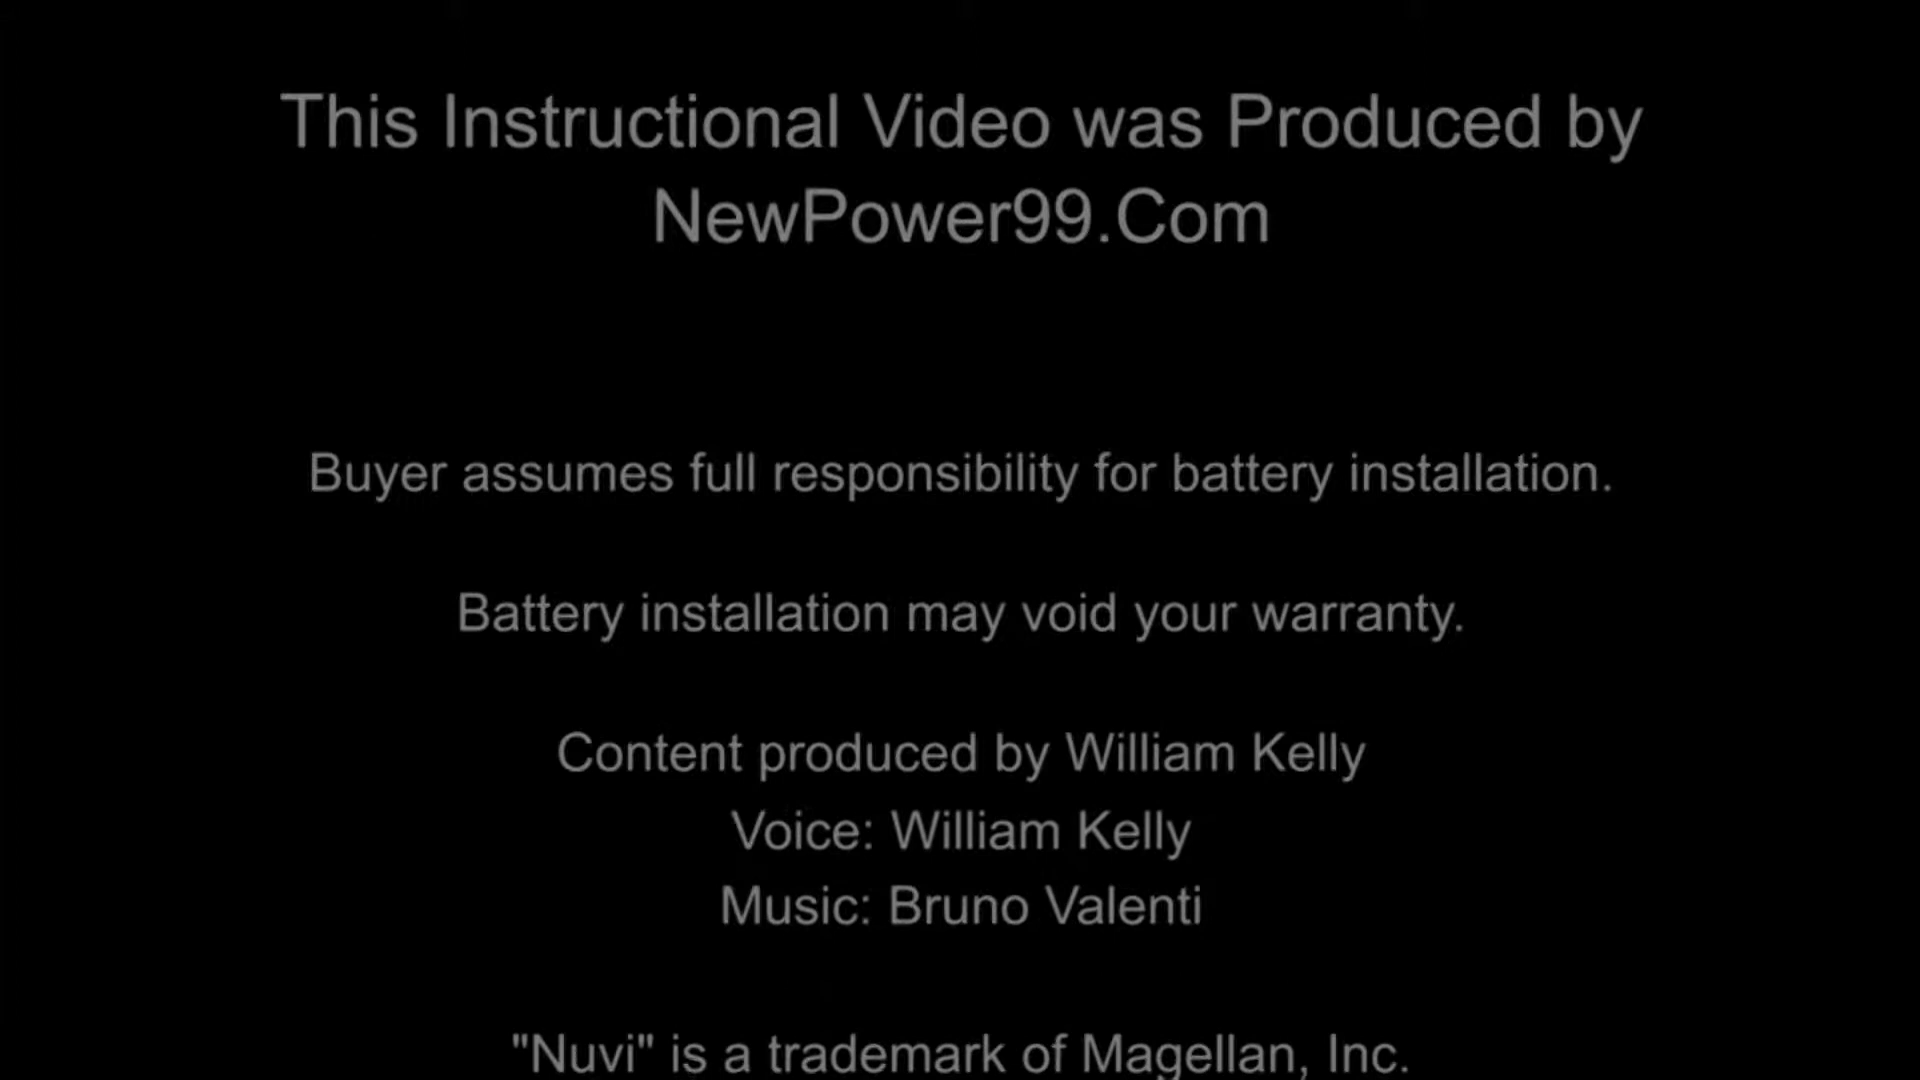 This Instructional Video was Produced by
NewPower99.Com
Buyer assumes full responsibility for battery installation.
Battery installation may void your warranty.
Content produced by William Kelly
Voice: William Kelly
Music: Bruno Valenti
"Nuvi" is a trademark of Magellan, Inc.